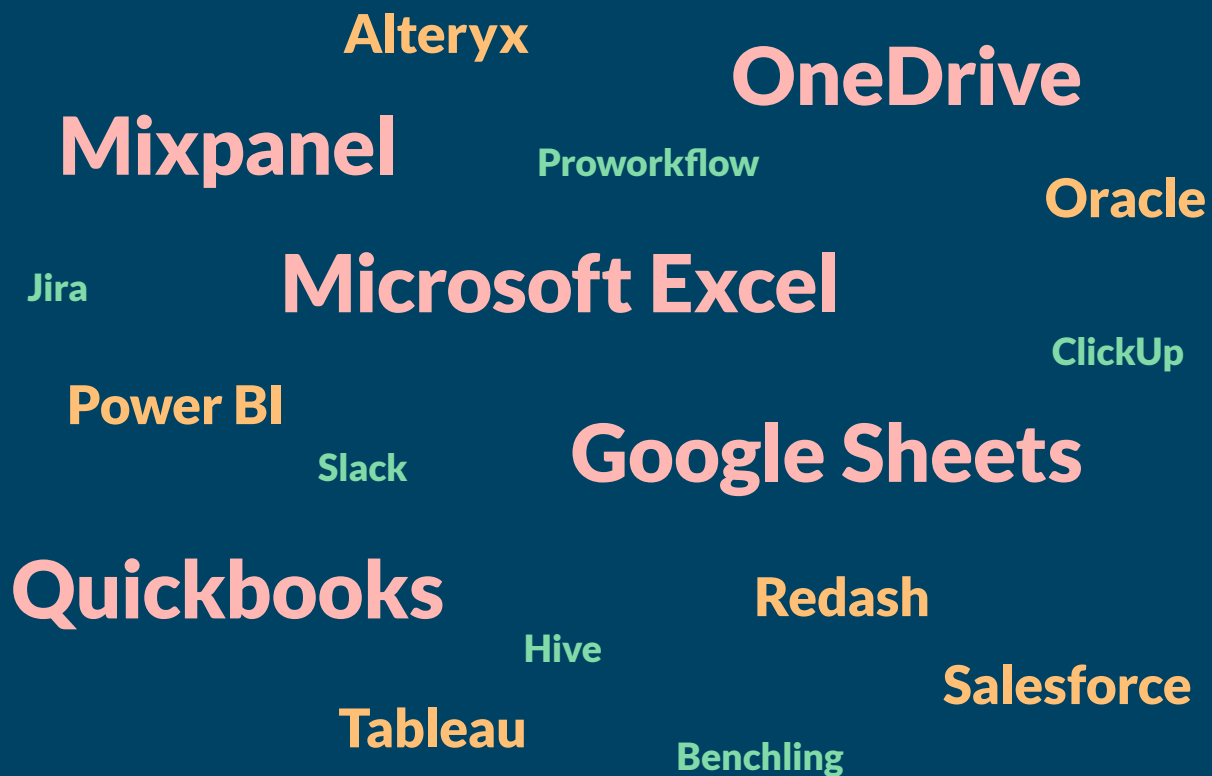 Alteryx
OneDrive
Mixpanel
Proworkflow
Oracle
Microsoft Excel
Jira
ClickUp
Power BI
Google Sheets
Slack
Quickbooks
Redash
Hive
Salesforce
Tableau
Benchling